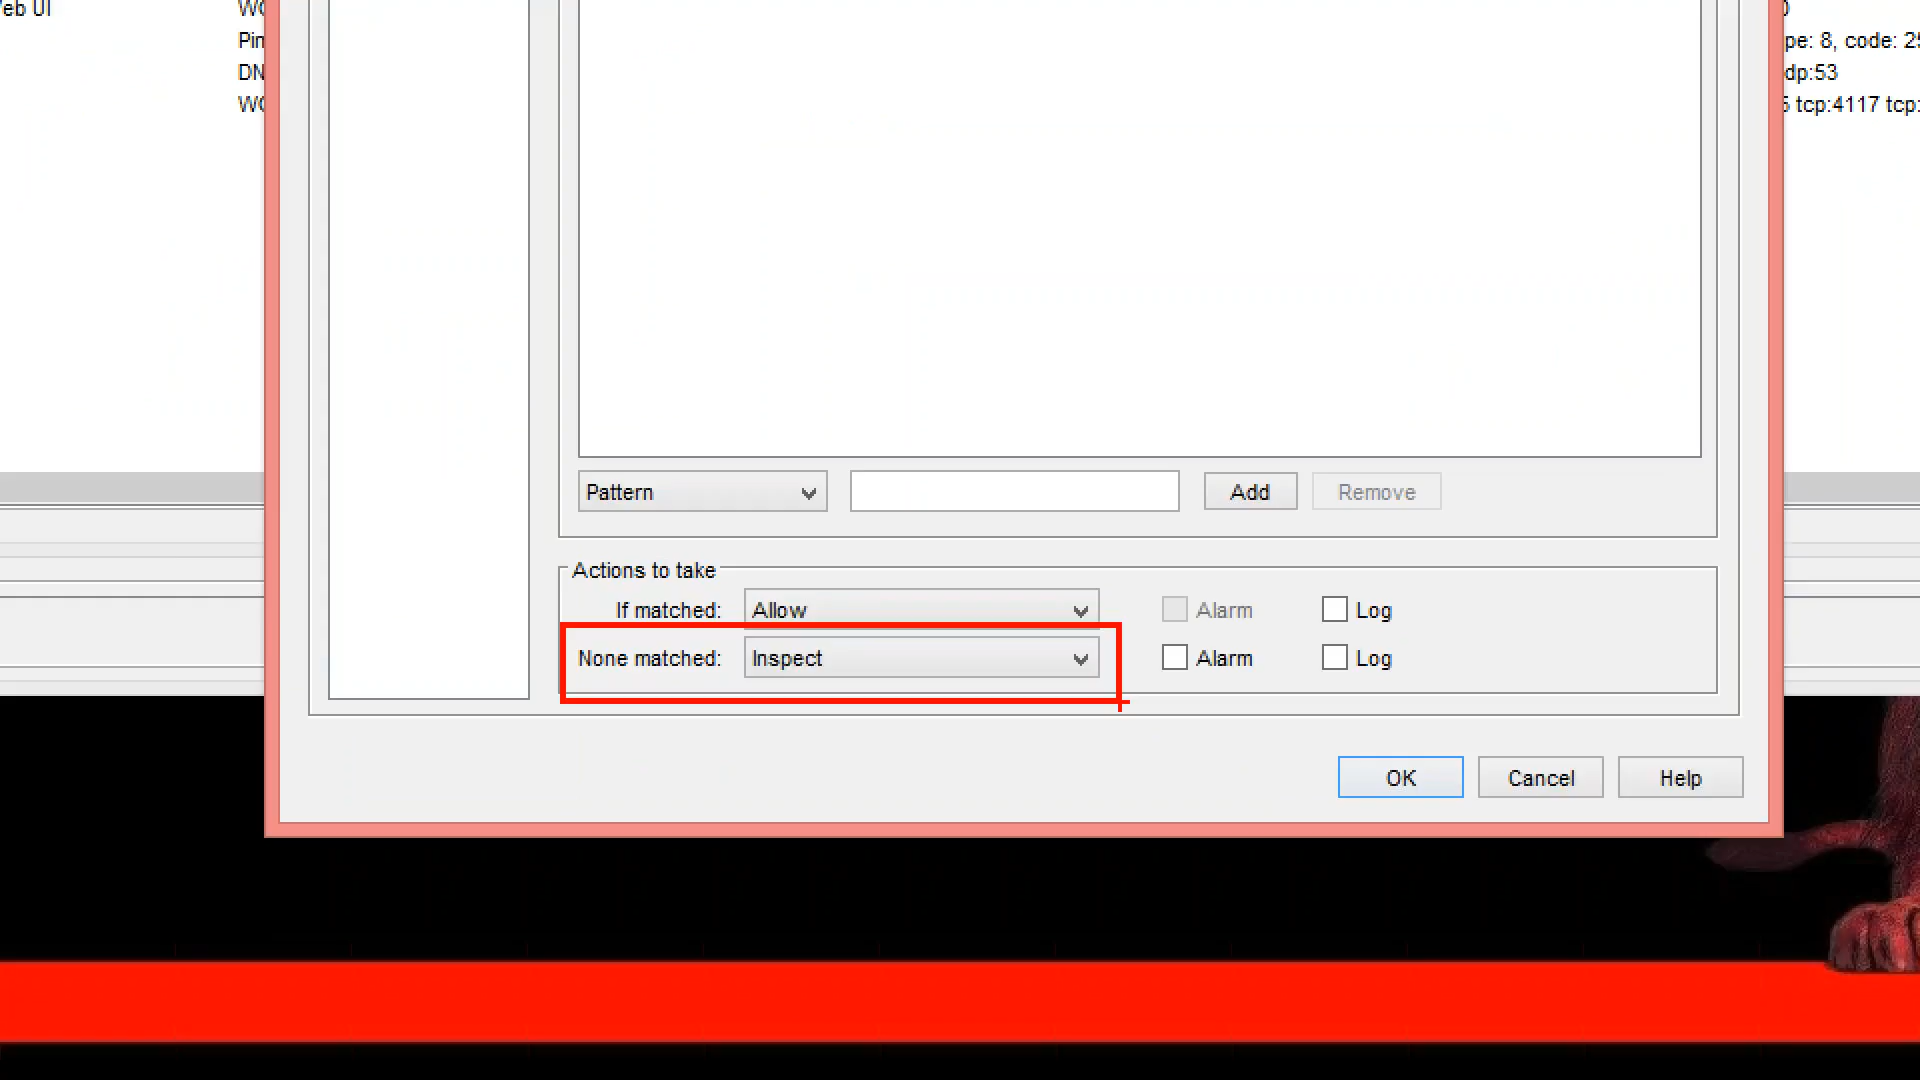 eb UI
Pin
DN
pe: 8, code: 25
dp:53
tcp:4117 tcp:
Pattern
Add
Remove
Actions to take
If matched:
Allow
Alarm
Log
None matched:
Inspect
Alarm
Log
OK
Cancel
Help